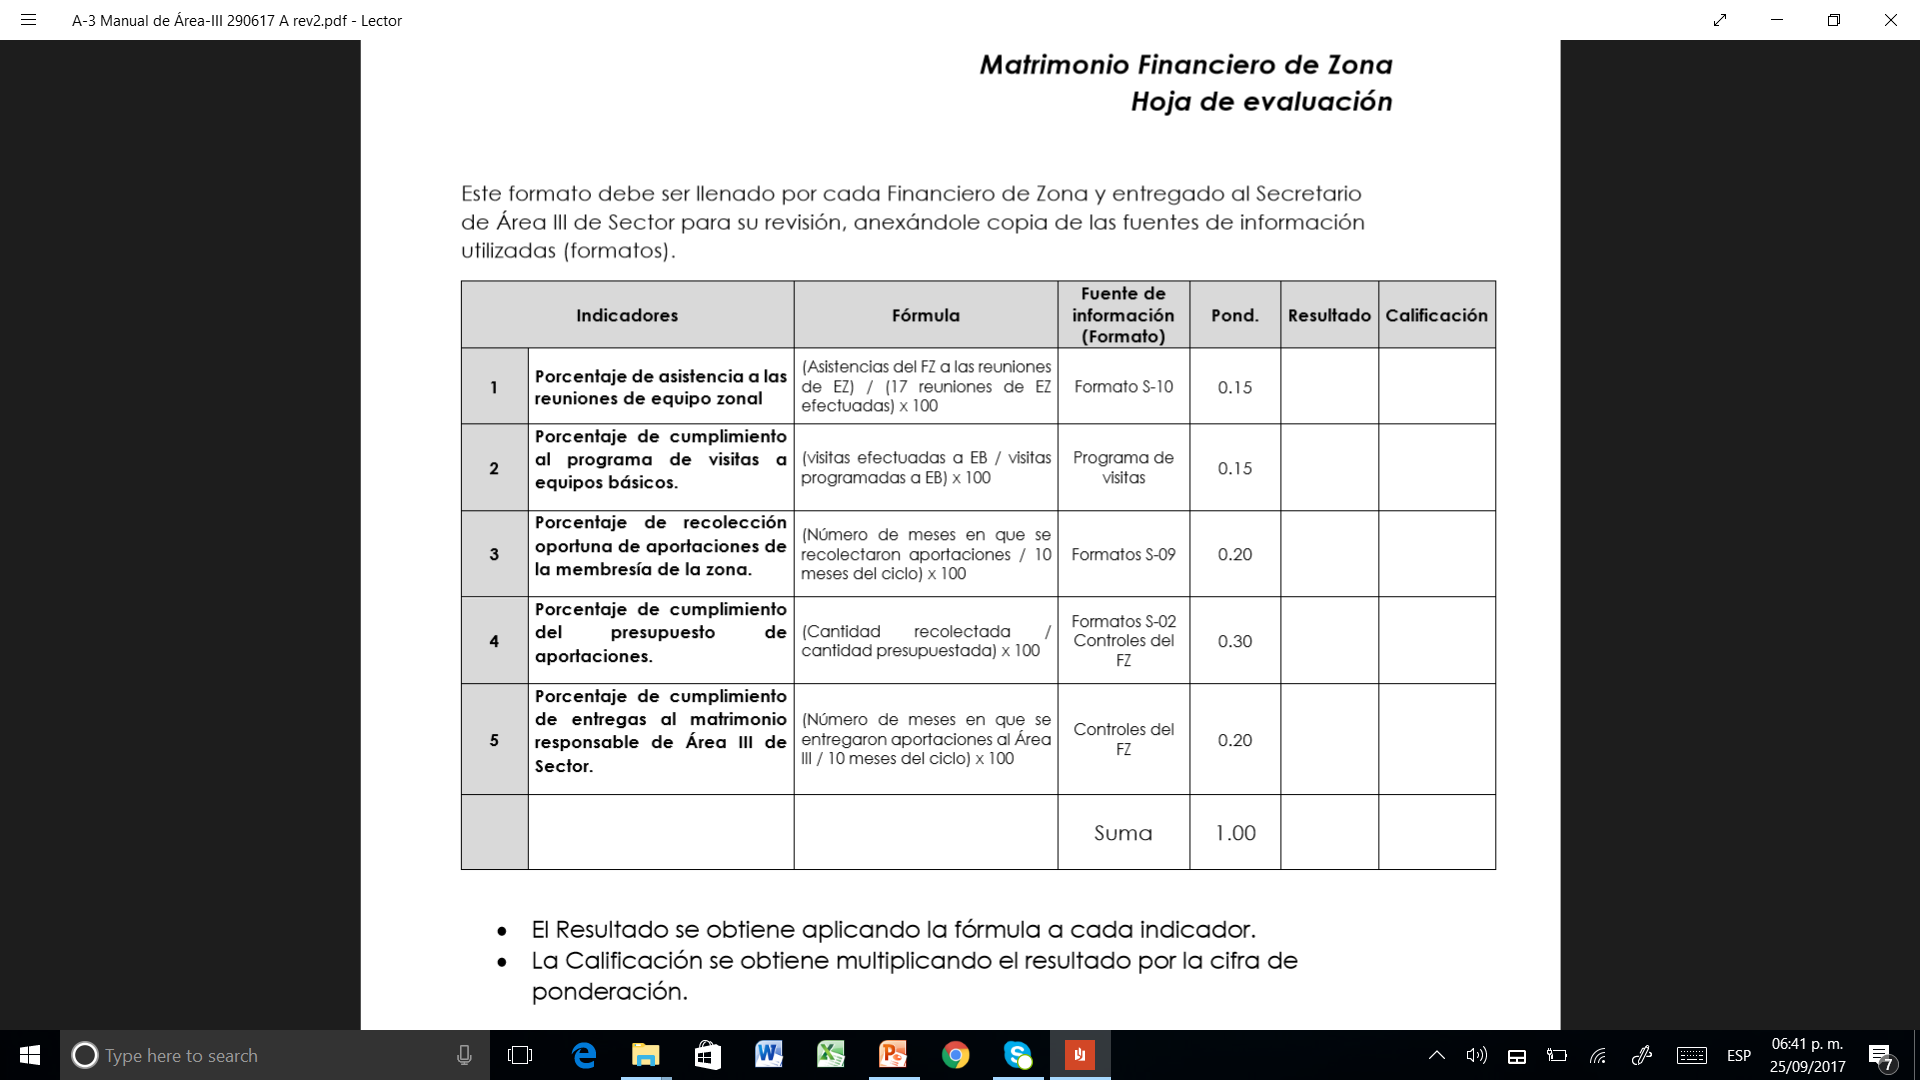 A-3 Manual de Área-III 290617 A rev2.pdf - Lector
Matrimonio Financiero de Zona
Hoja de evaluación
Este formato debe ser llenado por cada Financiero de Zona y entregado al Secretario
de Área III de Sector para su revisión, anexándole copia de las fuentes de información
utilizadas (formatos).
Indicadores
Fórmula
Fuente de
información
(Formato)
Pond.
Resultado
Calificación
1
Porcentaje de asistencia a las
reuniones de equipo zonal
(Asistencias del FZ a las reuniones
de EZ) / (17 reuniones de EZ
efectuadas) x 100
Formato S-10
0.15
2
Porcentaje de cumplimiento
al programa de visitas a
equipos básicos.
(visitas efectuadas a EB / visitas
programadas a EB) x 100
Programa de
visitas
0.15
3
Porcentaje de recolección
oportuna de aportaciones de
la membresía de la zona.
(Número de meses en que se
recolectaron aportaciones / 10
meses del ciclo) x 100
Formatos S-09
0.20
4
Porcentaje de cumplimiento
del presupuesto de
aportaciones.
(Cantidad recolectada /
cantidad presupuestada) x 100
Formatos S-02
Controles del
FZ
0.30
5
Porcentaje de cumplimiento
de entregas al matrimonio
responsable de Área III de
Sector.
(Número de meses en que se
entregaron aportaciones al Área
III / 10 meses del ciclo) x 100
Controles del
FZ
0.20
Suma
1.00
• El Resultado se obtiene aplicando la fórmula a cada indicador.
• La Calificación se obtiene multiplicando el resultado por la cifra de
ponderación.
Type here to search
ESP
06:41 p. m.
25/09/2017
7